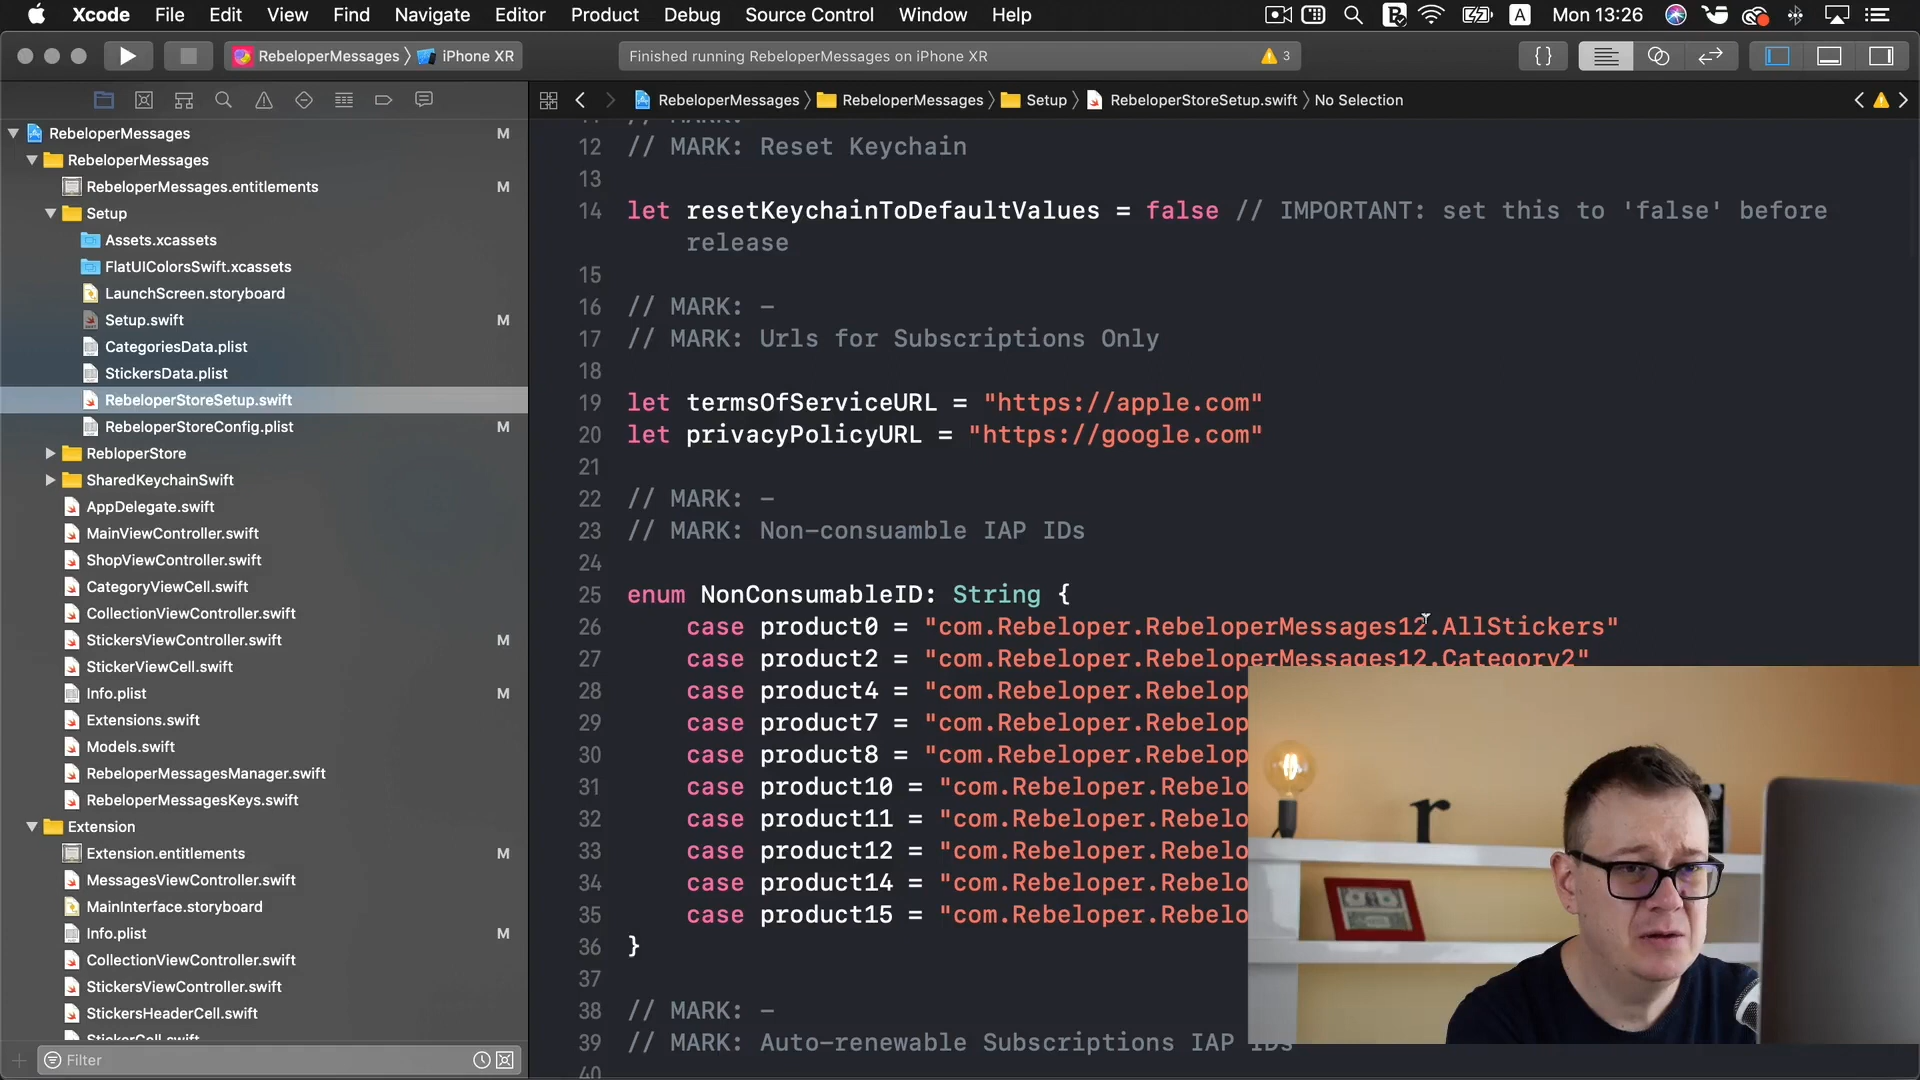 Xcode File Edit View Find Navigate Editor Product Debug Source Control Window Help A Mon 13:26
RebeloperMessages iPhone XR Finished running RebeloperMessages on iPhone XR 3 {}
RebeloperMessages RebeloperMessages Setup RebeloperStoreSetup.swift No Selection
RebeloperMessages M
RebeloperMessages
RebeloperMessages.entitlements M
Setup
Assets.xcassets
FlatUIColorsSwift.xcassets
LaunchScreen.storyboard
Setup.swift M
CategoriesData.plist
StickersData.plist
RebeloperStoreSetup.swift
RebeloperStoreConfig.plist M
RebloperStore
SharedKeychainSwift
AppDelegate.swift
MainViewController.swift
ShopViewController.swift
CategoryViewCell.swift
CollectionViewController.swift
StickersViewController.swift M
StickerViewCell.swift
Info.plist M
Extensions.swift
Models.swift
RebeloperMessagesManager.swift
RebeloperMessagesKeys.swift
Extension
Extension.entitlements M
MessagesViewController.swift
MainInterface.storyboard
Info.plist M
CollectionViewController.swift
StickersViewController.swift
StickersHeaderCell.swift
StickerCell.swift
Filter
11 // MARK: -
12 // MARK: Reset Keychain
13
14 let resetKeychainToDefaultValues = false // IMPORTANT: set this to 'false' before
release
15
16 // MARK: -
17 // MARK: Urls for Subscriptions Only
18
19 let termsOfServiceURL = "https://apple.com"
20 let privacyPolicyURL = "https://google.com"
21
22 // MARK: -
23 // MARK: Non-consuamble IAP IDs
24
25 enum NonConsumableID: String {
26 case product0 = "com.Rebeloper.RebeloperMessages12.AllStickers"
27 case product2 = "com.Rebeloper.RebeloperMessages12.Category2"
28 case product4 = "com.Rebeloper.Rebelop
29 case product7 = "com.Rebeloper.Rebelop
30 case product8 = "com.Rebeloper.Rebelop
31 case product10 = "com.Rebeloper.Rebelo
32 case product11 = "com.Rebeloper.Rebelo
33 case product12 = "com.Rebeloper.Rebelo
34 case product14 = "com.Rebeloper.Rebelo
35 case product15 = "com.Rebeloper.Rebelo
36 }
37
38 // MARK: -
39 // MARK: Auto-renewable Subscriptions IAP IDs
40
r